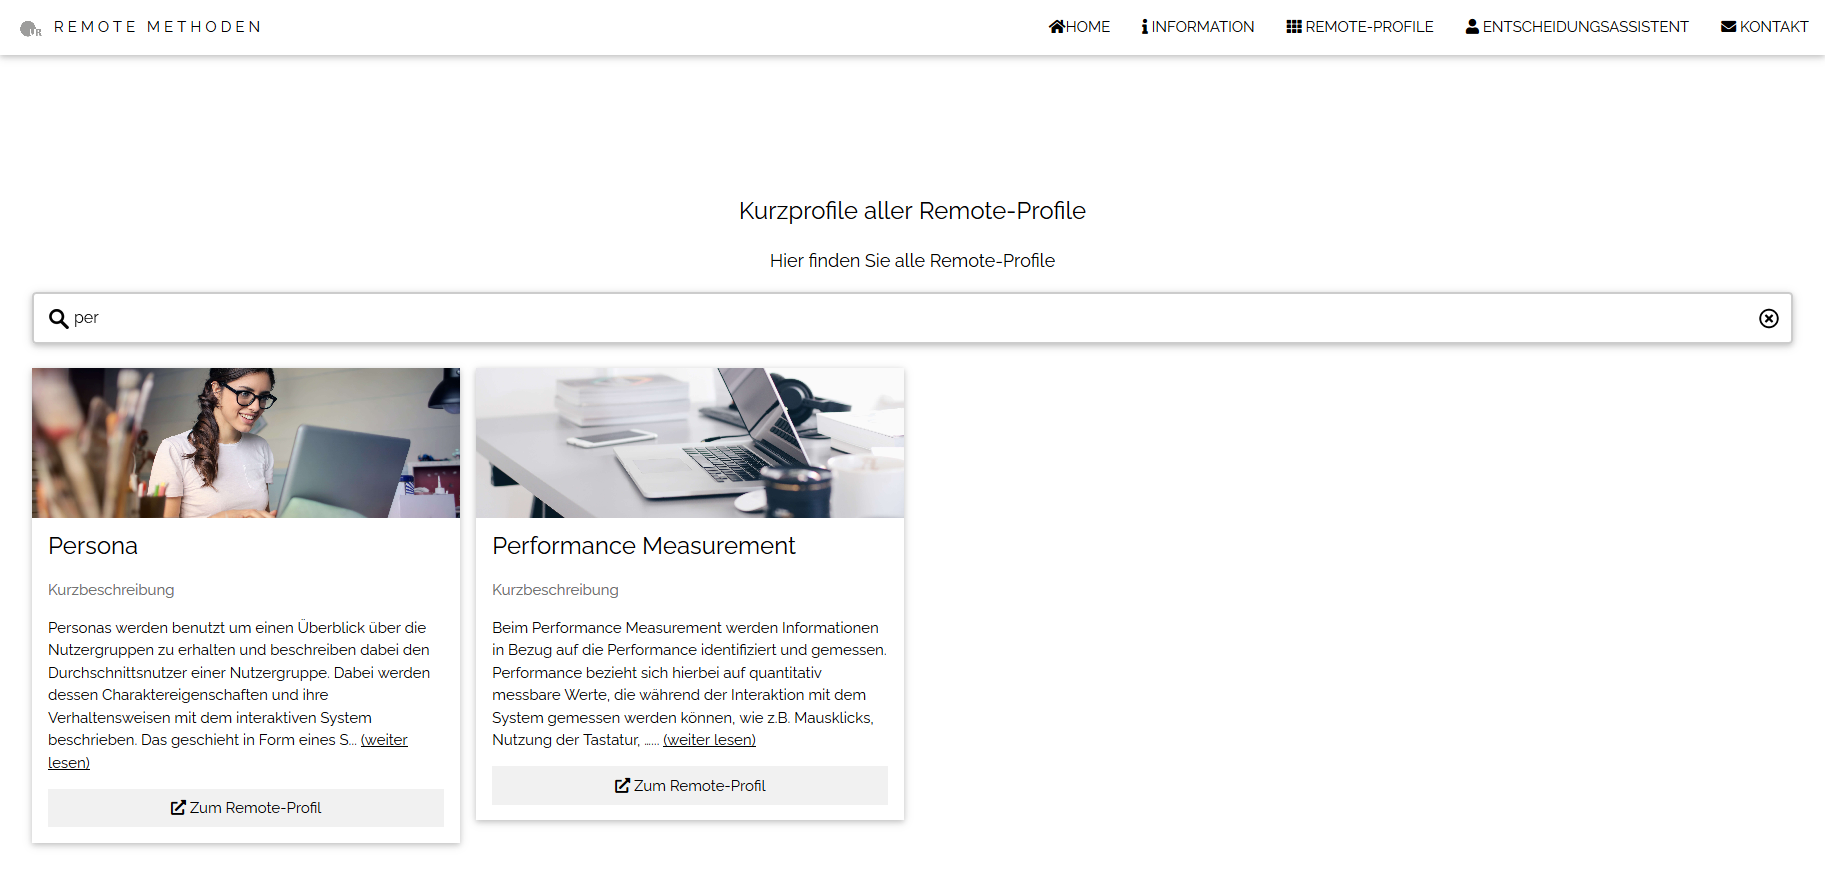 REMOTE METHODEN
HOME
INFORMATION
REMOTE-PROFILE
ENTSCHEIDUNGSASSISTENT
KONTAKT
Kurzprofile aller Remote-Profile
Hier finden Sie alle Remote-Profile
per
Persona
Kurzbeschreibung
Personas werden benutzt um einen Überblick über die
Nutzergruppen zu erhalten und beschreiben dabei den
Durchschnittsnutzer einer Nutzergruppe. Dabei werden
dessen Charaktereigenschaften und ihre
Verhaltensweisen mit dem interaktiven System
beschrieben. Das geschieht in Form eines S... (weiter
lesen)
Zum Remote-Profil
Performance Measurement
Kurzbeschreibung
Beim Performance Measurement werden Informationen
in Bezug auf die Performance identifiziert und gemessen.
Performance bezieht sich hierbei auf quantitativ
messbare Werte, die während der Interaktion mit dem
System gemessen werden können, wie z.B. Mausklicks,
Nutzung der Tastatur, ...... (weiter lesen)
Zum Remote-Profil